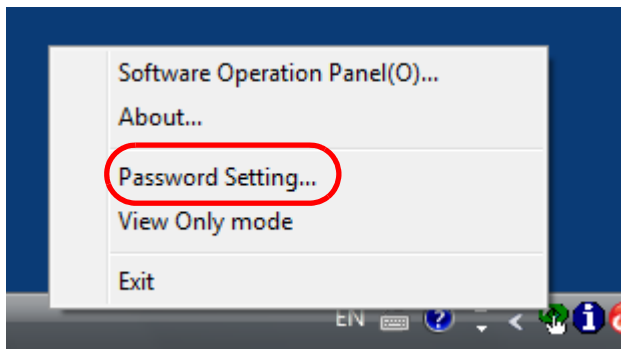 Software Operation Panel(O)...
About...
Password Setting...
View Only mode
Exit
EN